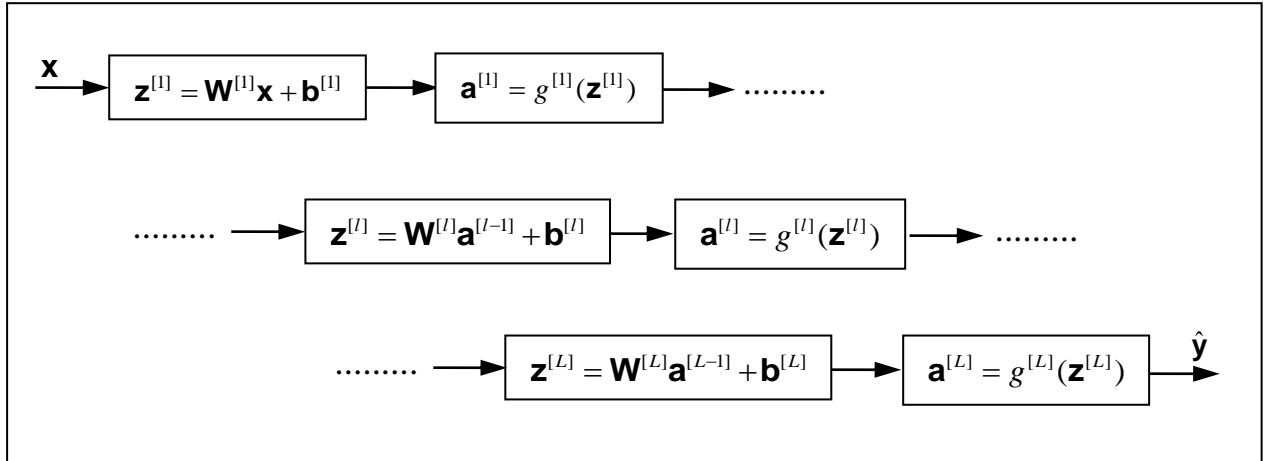 x z^[1] = W^[1]x + b^[1] a^[1] = g^[1](z^[1]) .........
......... z^[l] = W^[l]a^[l−1] + b^[l] a^[l] = g^[l](z^[l]) .........
......... z^[L] = W^[L]a^[L−1] + b^[L] a^[L] = g^[L](z^[L]) ŷ